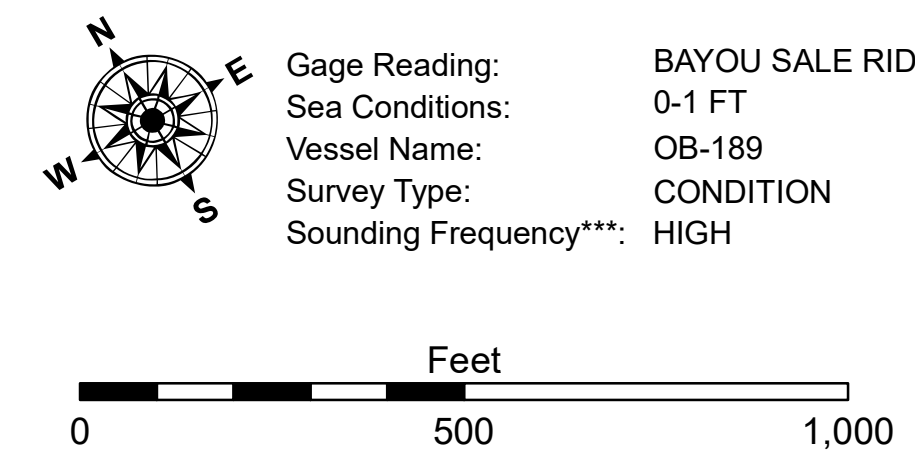 N
E
W
S
Gage Reading: BAYOU SALE RID
Sea Conditions: 0-1 FT
Vessel Name: OB-189
Survey Type: CONDITION
Sounding Frequency***: HIGH
Feet
0 500 1,000